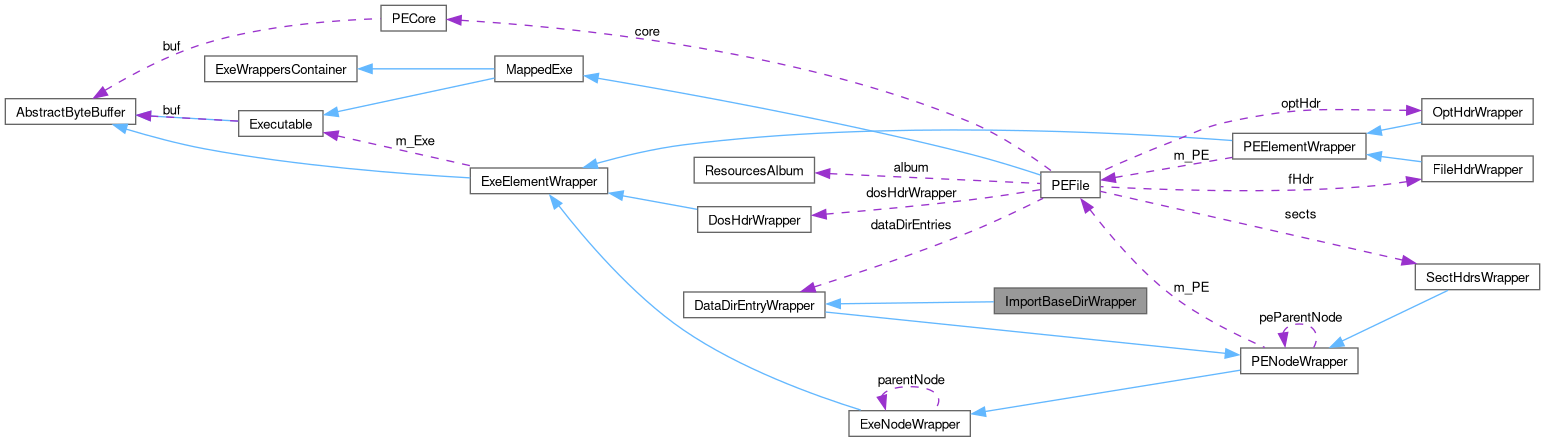 PECore
buf
core
ExeWrappersContainer
MappedExe
AbstractByteBuffer
buf
Executable
optHdr
OptHdrWrapper
m_Exe
PEElementWrapper
m_PE
ResourcesAlbum
album
PEFile
fHdr
FileHdrWrapper
ExeElementWrapper
dosHdrWrapper
DosHdrWrapper
dataDirEntries
sects
SectHdrsWrapper
DataDirEntryWrapper
ImportBaseDirWrapper
m_PE
peParentNode
PENodeWrapper
parentNode
ExeNodeWrapper